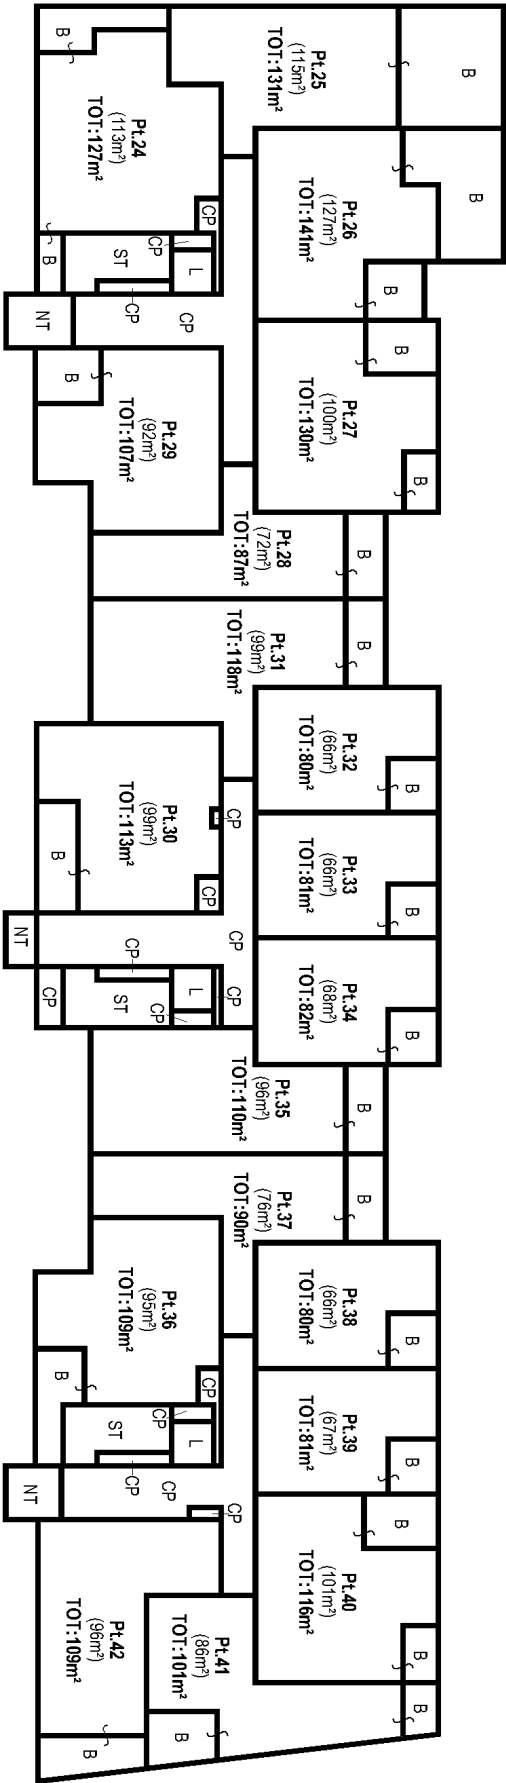 B
Pt.25
(115m²)
TOT:131m²
B
Pt.24
(113m²)
TOT:127m²
Pt.26
(127m²)
TOT:141m²
B
CP
CP
L
ST
B
CP
CP
NT
B
B
B
Pt.29
(92m²)
TOT:107m²
Pt.27
(100m²)
TOT:130m²
B
Pt.28
(72m²)
TOT:87m²
B
Pt.31
(99m²)
TOT:118m²
B
Pt.30
(99m²)
TOT:113m²
B
CP
CP
Pt.32
(66m²)
TOT:80m²
B
Pt.33
(66m²)
TOT:81m²
B
NT
CP
CP
CP
ST
L
CP
CP
Pt.34
(68m²)
TOT:82m²
B
Pt.35
(96m²)
TOT:110m²
B
Pt.37
(76m²)
TOT:90m²
B
Pt.36
(95m²)
TOT:109m²
B
CP
CP
L
ST
Pt.38
(66m²)
TOT:80m²
B
Pt.39
(67m²)
TOT:81m²
B
NT
CP
CP
CP
Pt.40
(101m²)
TOT:116m²
B
B
Pt.42
(96m²)
TOT:109m²
B
Pt.41
(86m²)
TOT:101m²
B
B